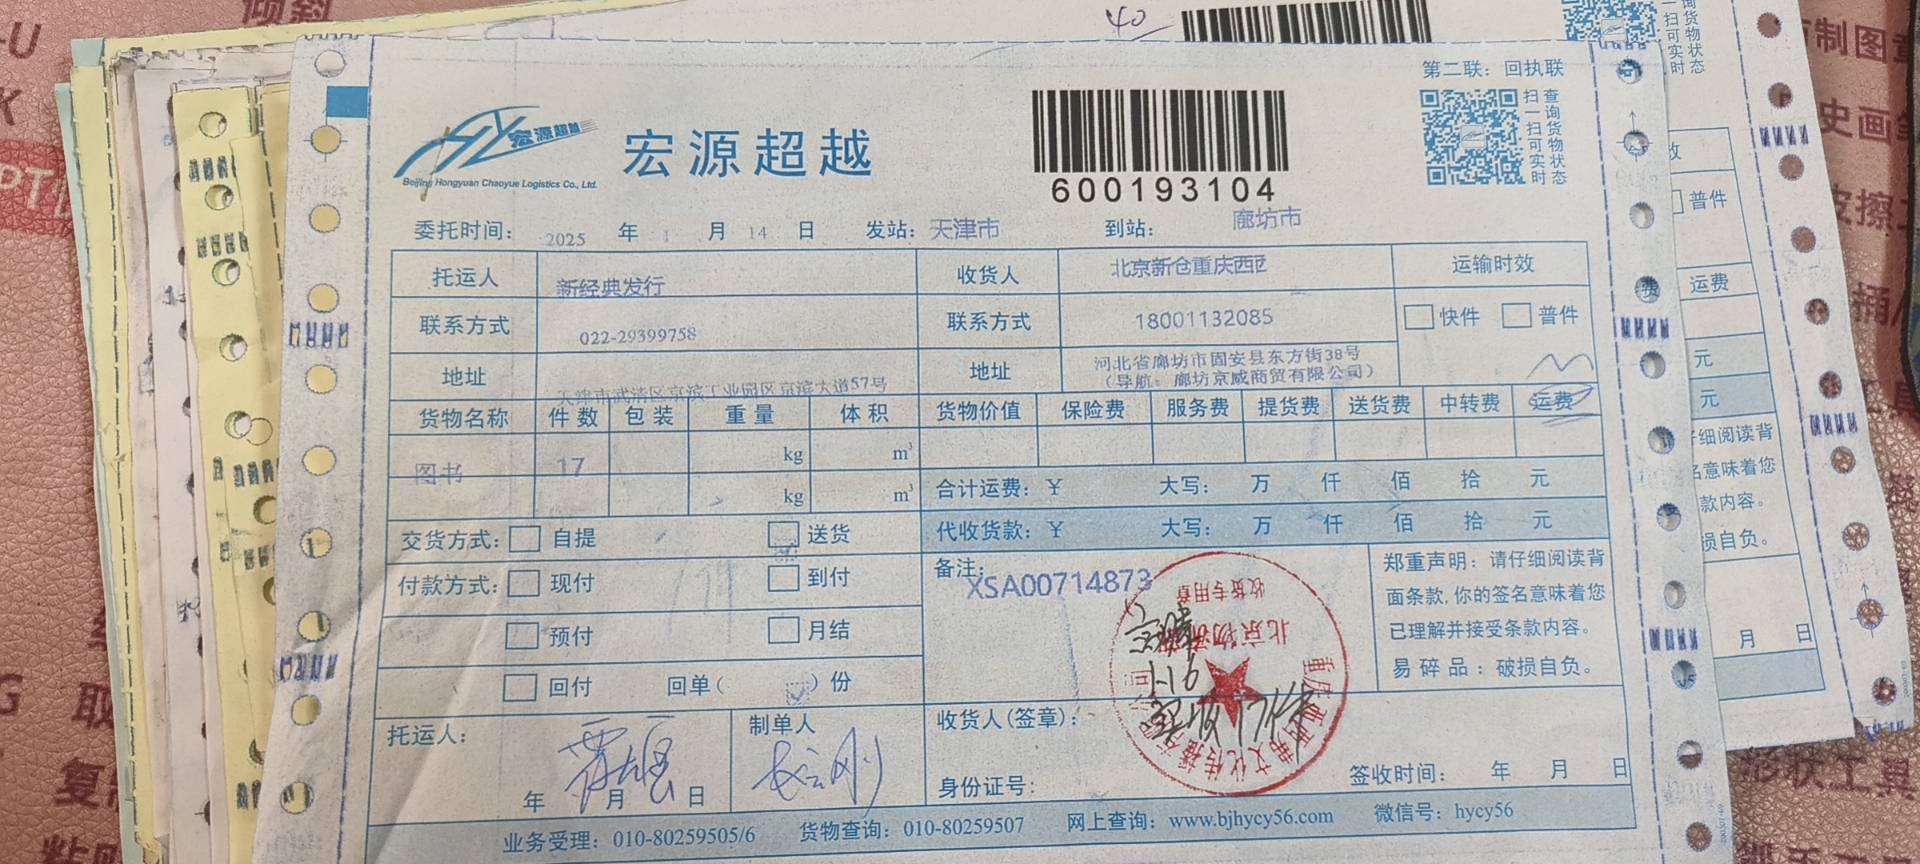 第二联：回执联
宏源超越
Beijing Hongyuan Chaoyue Logistics Co., Ltd.
宏源超越
600193104
扫一扫可实时
查询货物状态
委托时间： 2025 年 1 月 14 日 发站：天津市 到站： 廊坊市
托运人 新经典发行 收货人 北京新仓重庆西西 运输时效
联系方式 022-29399758 联系方式 18001132085 快件 普件
地址 天津市武清区京滨工业园区京滨大道57号 地址 河北省廊坊市固安县东方街38号
（导航：廊坊京威商贸有限公司）
货物名称 件数 包装 重量 体积 货物价值 保险费 服务费 提货费 送货费 中转费 运费
图书 17 kg m³
kg m³
合计运费：￥ 大写： 万 仟 佰 拾 元
代收货款：￥ 大写： 万 仟 佰 拾 元
交货方式： 自提 送货
付款方式： 现付 到付
预付 月结
回付 回单（ ）份
备注： XSA00714873
郑重声明：请仔细阅读背
面条款，你的签名意味着您
已理解并接受条款内容。
易碎品：破损自负。
收货专用章
托运人： 年 月 日
制单人
收货人（签章）：
身份证号： 签收时间： 年 月 日
业务受理：010-80259505/6 货物查询：010-80259507 网上查询：www.bjhycy56.com 微信号：hycy56
40
普件
运费
元
元
月 日